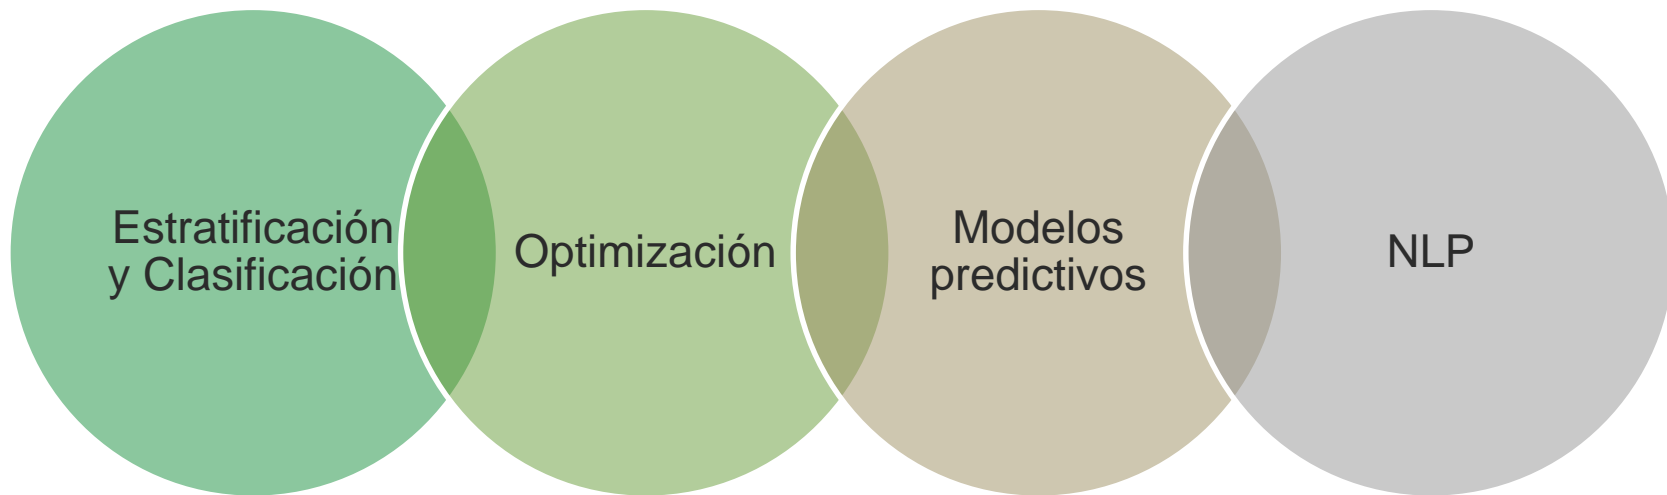 Estratificación
y Clasificación
Optimización
Modelos
predictivos
NLP